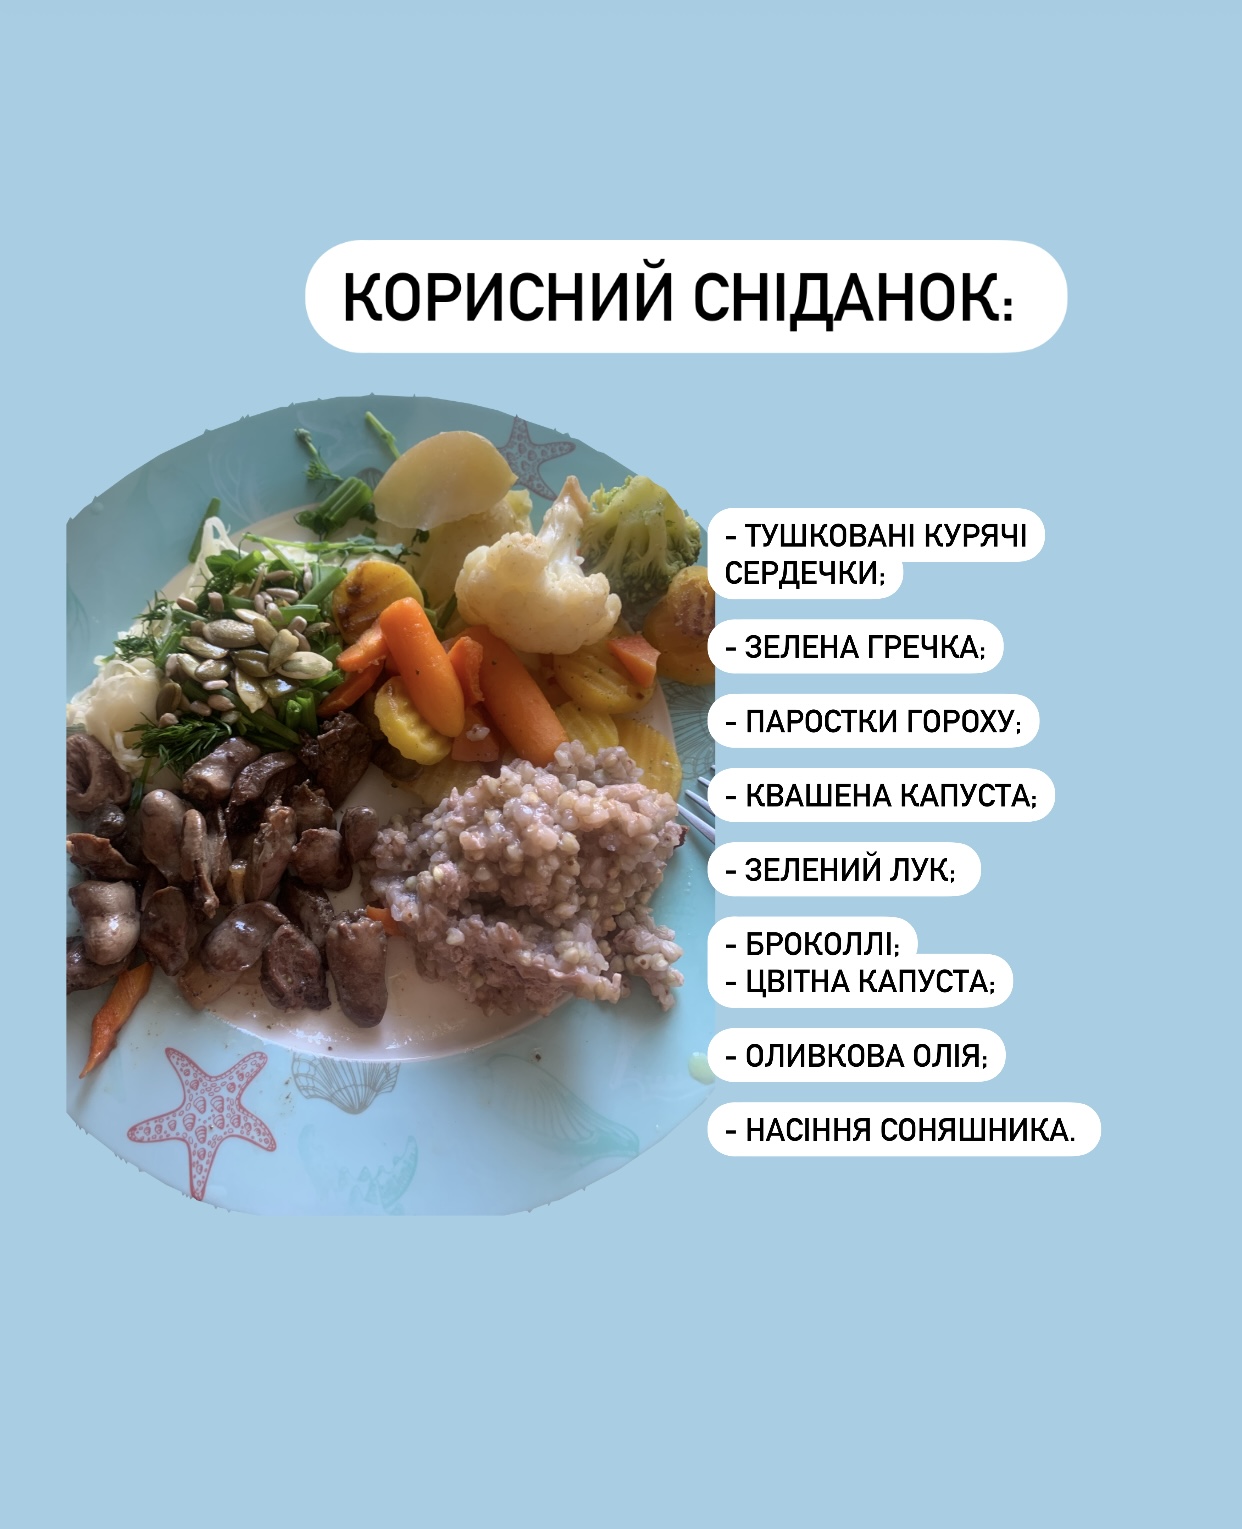 КОРИСНИЙ СНІДАНОК:
- ТУШКОВАНІ КУРЯЧІ
СЕРДЕЧКИ;
- ЗЕЛЕНА ГРЕЧКА;
- ПАРОСТКИ ГОРОХУ;
- КВАШЕНА КАПУСТА;
- ЗЕЛЕНИЙ ЛУК;
- БРОКОЛЛІ;
- ЦВІТНА КАПУСТА;
- ОЛИВКОВА ОЛІЯ;
- НАСІННЯ СОНЯШНИКА.